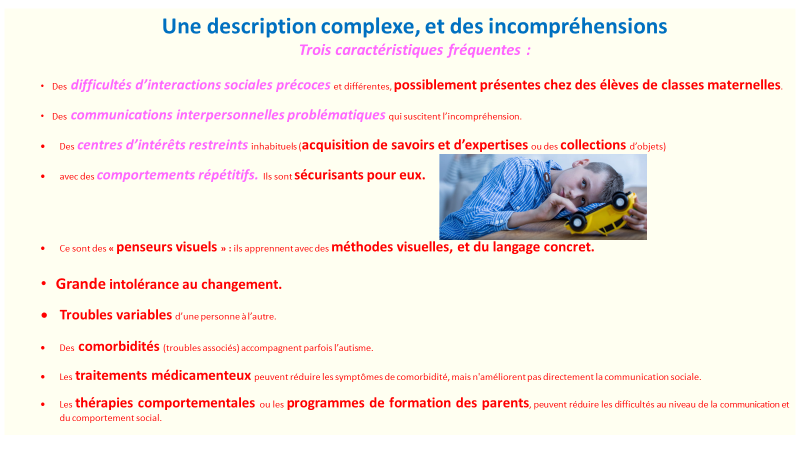 Une description complexe, et des incompréhensions
Trois caractéristiques fréquentes :
• Des difficultés d'interactions sociales précoces et différentes, possiblement présentes chez des élèves de classes maternelles.
• Des communications interpersonnelles problématiques qui suscitent l'incompréhension.
• Des centres d'intérêts restreints inhabituels (acquisition de savoirs et d'expertises ou des collections d'objets)
• avec des comportements répétitifs. Ils sont sécurisants pour eux.
• Ce sont des « penseurs visuels » : ils apprennent avec des méthodes visuelles, et du langage concret.
• Grande intolérance au changement.
• Troubles variables d'une personne à l'autre.
• Des comorbidités (troubles associés) accompagnent parfois l'autisme.
• Les traitements médicamenteux peuvent réduire les symptômes de comorbidité, mais n'améliorent pas directement la communication sociale.
• Les thérapies comportementales ou les programmes de formation des parents, peuvent réduire les difficultés au niveau de la communication et
du comportement social.